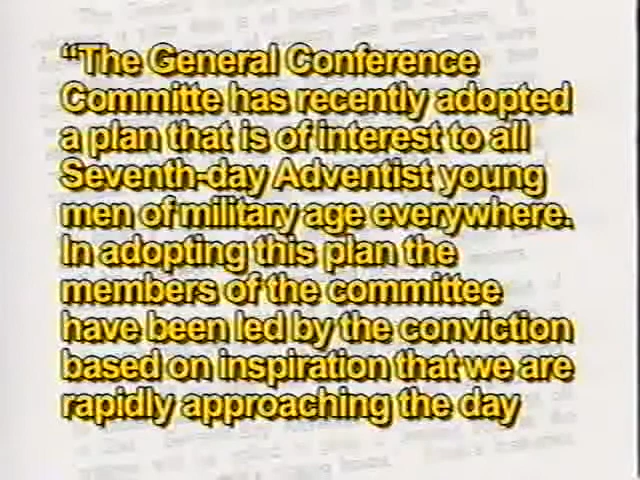 “The General Conference
Committe has recently adopted
a plan that is of interest to all
Seventh-day Adventist young
men of military age everywhere.
In adopting this plan the
members of the committee
have been led by the conviction
based on inspiration that we are
rapidly approaching the day